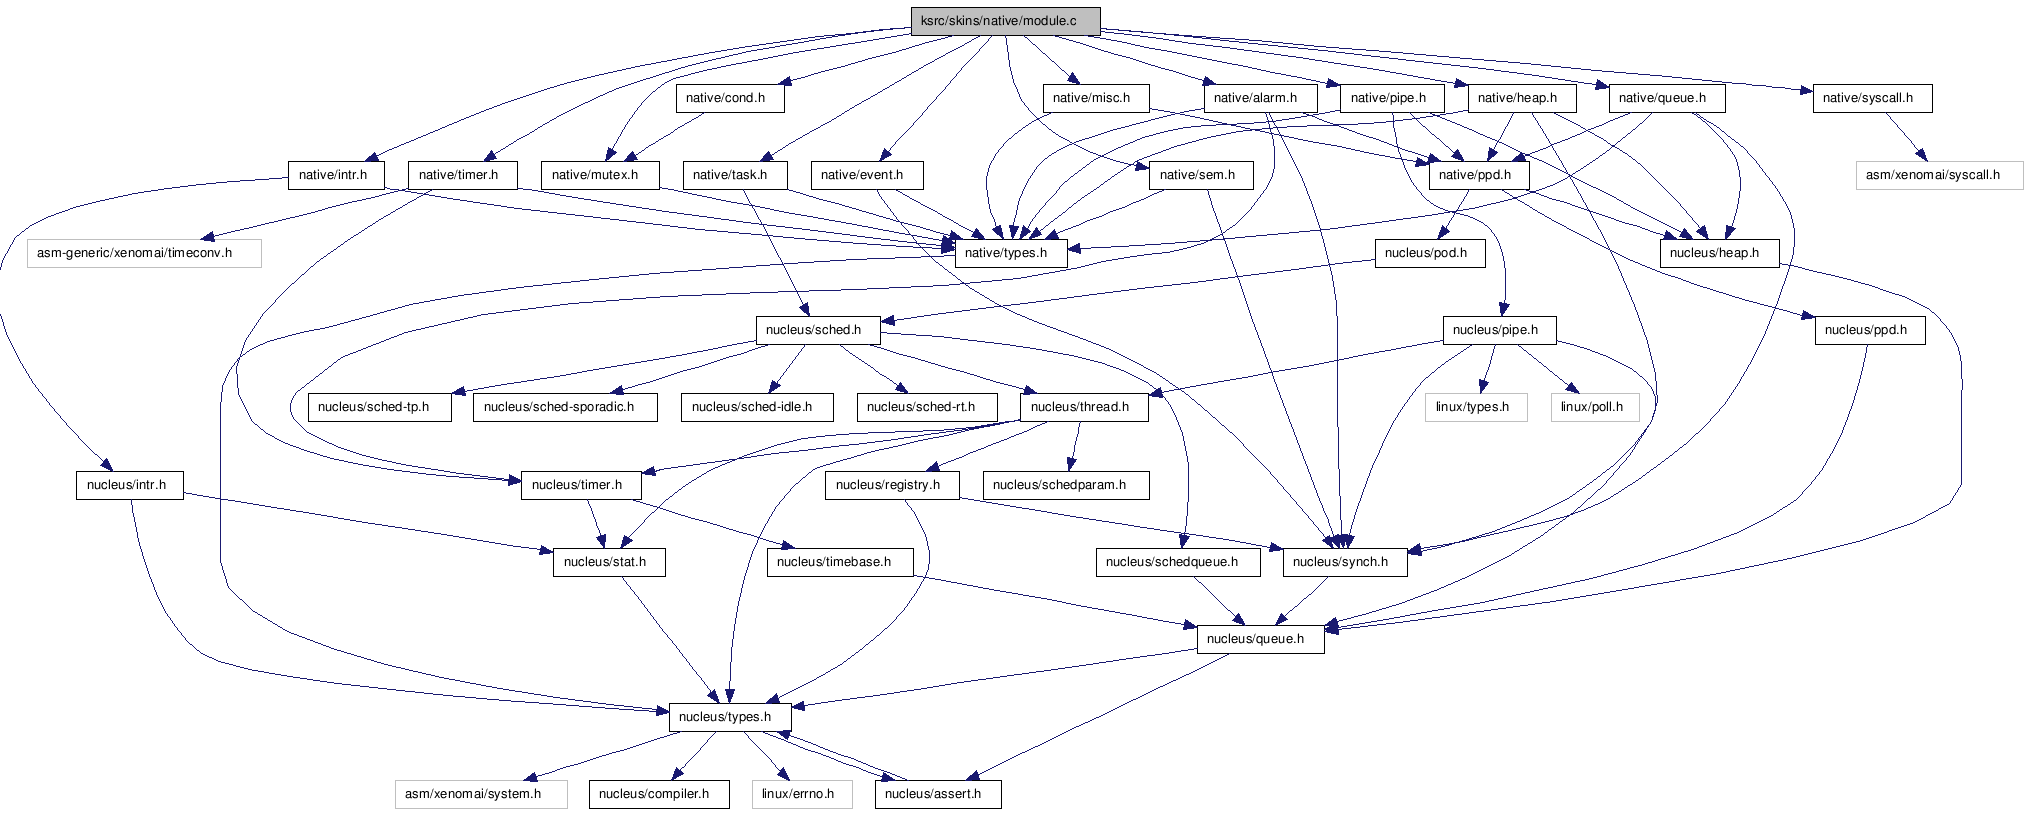 ksrc/skins/native/module.c
native/cond.h
native/misc.h
native/alarm.h
native/pipe.h
native/heap.h
native/queue.h
native/syscall.h
native/intr.h
native/timer.h
native/mutex.h
native/task.h
native/event.h
native/sem.h
native/ppd.h
asm/xenomai/syscall.h
asm-generic/xenomai/timeconv.h
native/types.h
nucleus/pod.h
nucleus/heap.h
nucleus/sched.h
nucleus/pipe.h
nucleus/ppd.h
nucleus/sched-tp.h
nucleus/sched-sporadic.h
nucleus/sched-idle.h
nucleus/sched-rt.h
nucleus/thread.h
linux/types.h
linux/poll.h
nucleus/intr.h
nucleus/timer.h
nucleus/registry.h
nucleus/schedparam.h
nucleus/stat.h
nucleus/timebase.h
nucleus/schedqueue.h
nucleus/synch.h
nucleus/queue.h
nucleus/types.h
asm/xenomai/system.h
nucleus/compiler.h
linux/errno.h
nucleus/assert.h